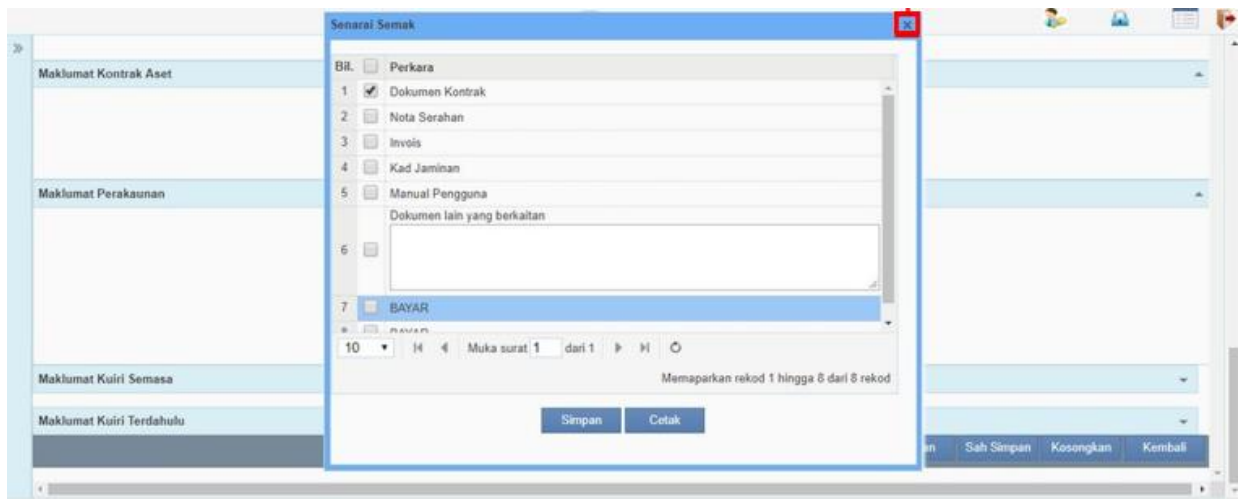 Senarai Semak
Maklumat Kontrak Aset
Bil. Perkara
1 Dokumen Kontrak
2 Nota Serahan
3 Invois
4 Kad Jaminan
Maklumat Perakaunan
5 Manual Pengguna
Dokumen lain yang berkaitan
6
7 BAYAR
10 Muka surat 1 dari 1
Maklumat Kuiri Semasa
Memaparkan rekod 1 hingga 8 dari 8 rekod
Maklumat Kuiri Terdahulu
Simpan Cetak
Sah Simpan Kosongkan Kembali